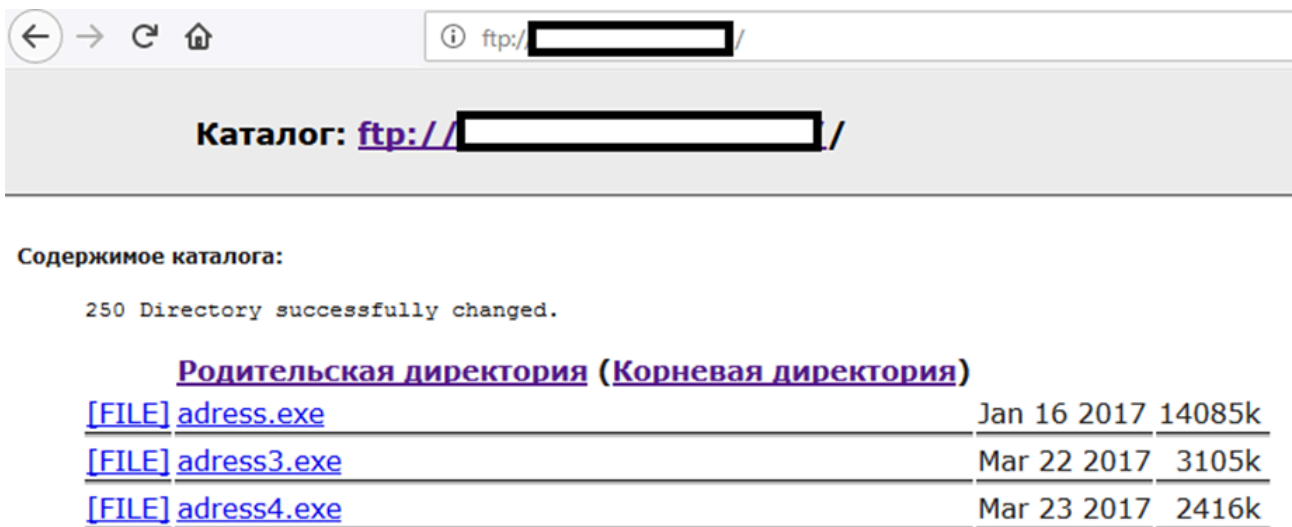 ftp:// /
Каталог: ftp:// //
Содержимое каталога:
250 Directory successfully changed.
Родительская директория (Корневая директория)
[FILE] adress.exe Jan 16 2017 14085k
[FILE] adress3.exe Mar 22 2017 3105k
[FILE] adress4.exe Mar 23 2017 2416k